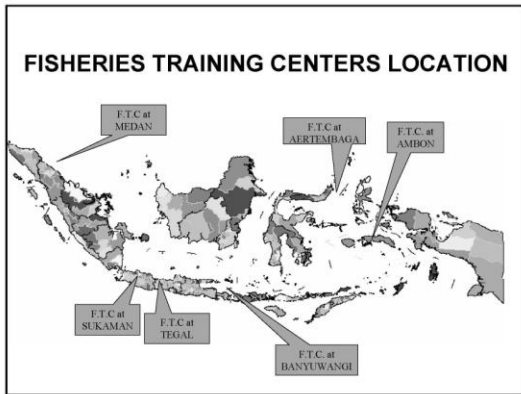 FISHERIES TRAINING CENTERS LOCATION
F.T.C at
MEDAN
F.T.C at
AERTEMBAGA
F.T.C. at
AMBON
F.T.C at
SUKAMAN
F.T.C at
TEGAL
F.T.C. at
BANYUWANGI